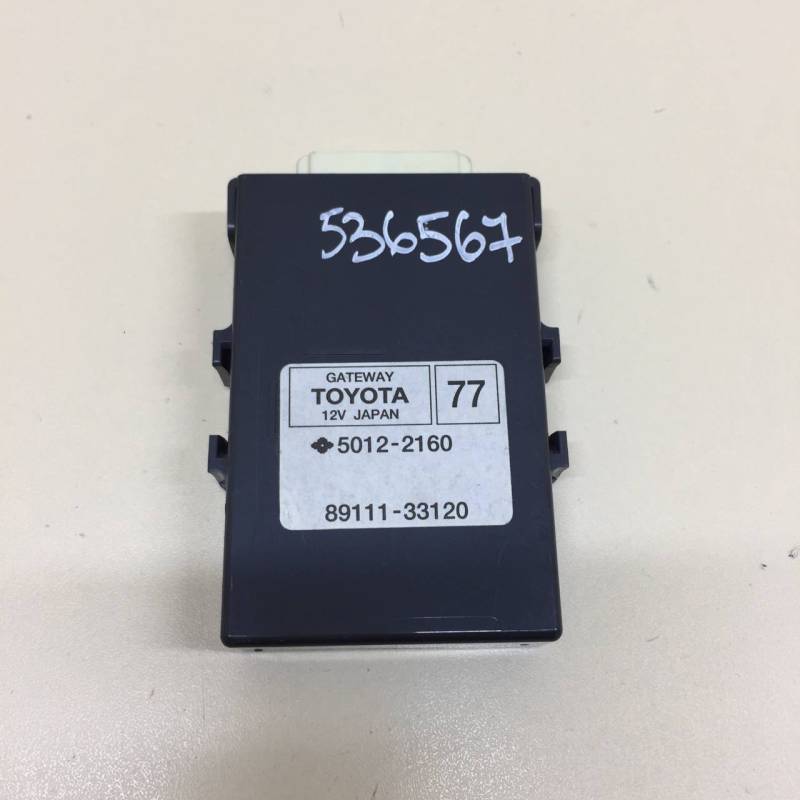 536567
GATEWAY
TOYOTA
12V JAPAN
77
5012-2160
89111-33120